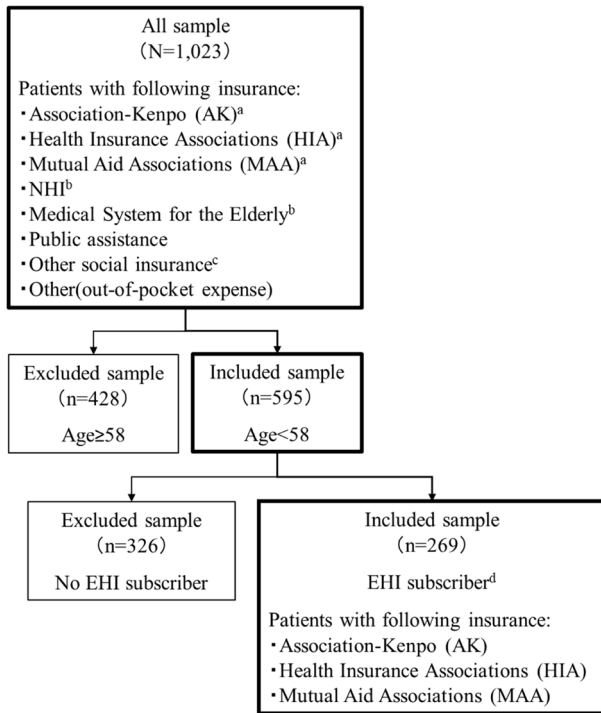 All sample
(N=1,023)
Patients with following insurance:
・Association-Kenpo (AK)ᵃ
・Health Insurance Associations (HIA)ᵃ
・Mutual Aid Associations (MAA)ᵃ
・NHIᵇ
・Medical System for the Elderlyᵇ
・Public assistance
・Other social insuranceᶜ
・Other(out-of-pocket expense)
Excluded sample
(n=428)
Age≥58
Included sample
(n=595)
Age<58
Excluded sample
(n=326)
No EHI subscriber
Included sample
(n=269)
EHI subscriberᵈ
Patients with following insurance:
・Association-Kenpo (AK)
・Health Insurance Associations (HIA)
・Mutual Aid Associations (MAA)